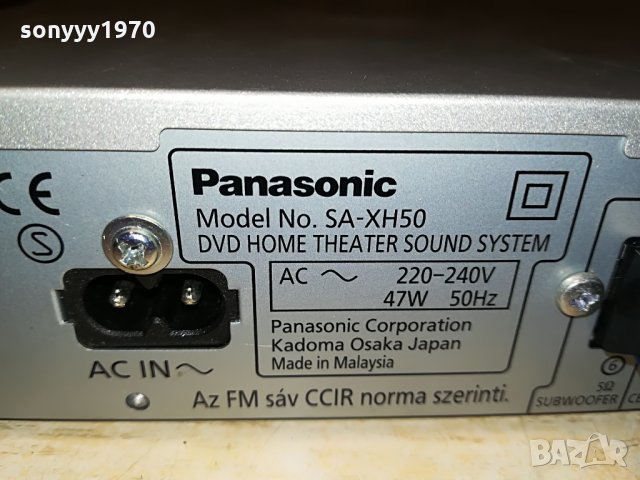 sonyyy1970
CE
S
Panasonic
Model No. SA-XH50
DVD HOME THEATER SOUND SYSTEM
AC ～ 220-240V
47W 50Hz
Panasonic Corporation
Kadoma Osaka Japan
Made in Malaysia
AC IN ～
Az FM sáv CCIR norma szerinti.
6
5Ω
SUBWOOFER
BAZAR